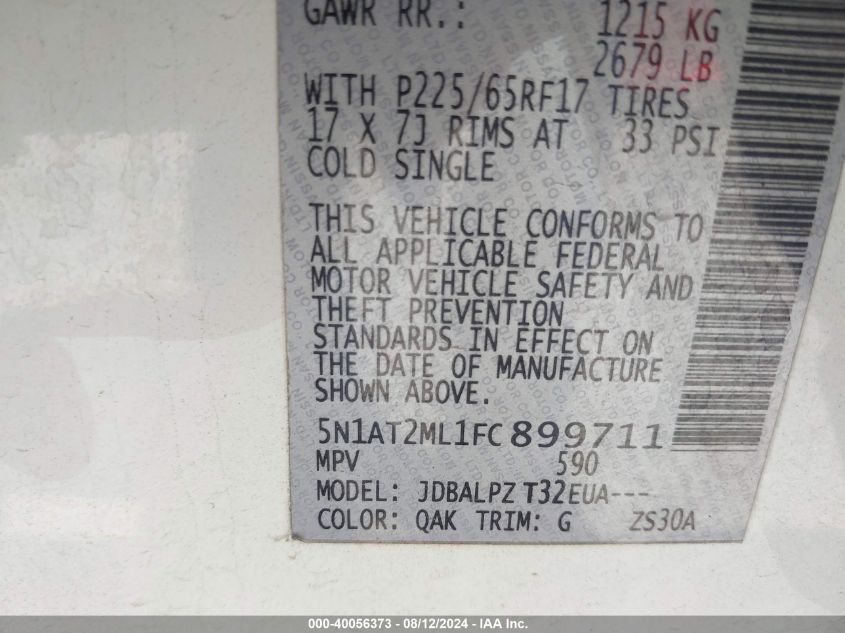 GAWR RR.: 1215 KG
2679 LB
WITH P225/65RF17 TIRES
17 X 7J RIMS AT 33 PSI
COLD SINGLE
THIS VEHICLE CONFORMS TO
ALL APPLICABLE FEDERAL
MOTOR VEHICLE SAFETY AND
THEFT PREVENTION
STANDARDS IN EFFECT ON
THE DATE OF MANUFACTURE
SHOWN ABOVE.
5N1AT2ML1FC899711
MPV 590
MODEL: JDBALPZ T32EUA---
COLOR: QAK TRIM: G ZS30A
000-40056373 - 08/12/2024 - IAA Inc.